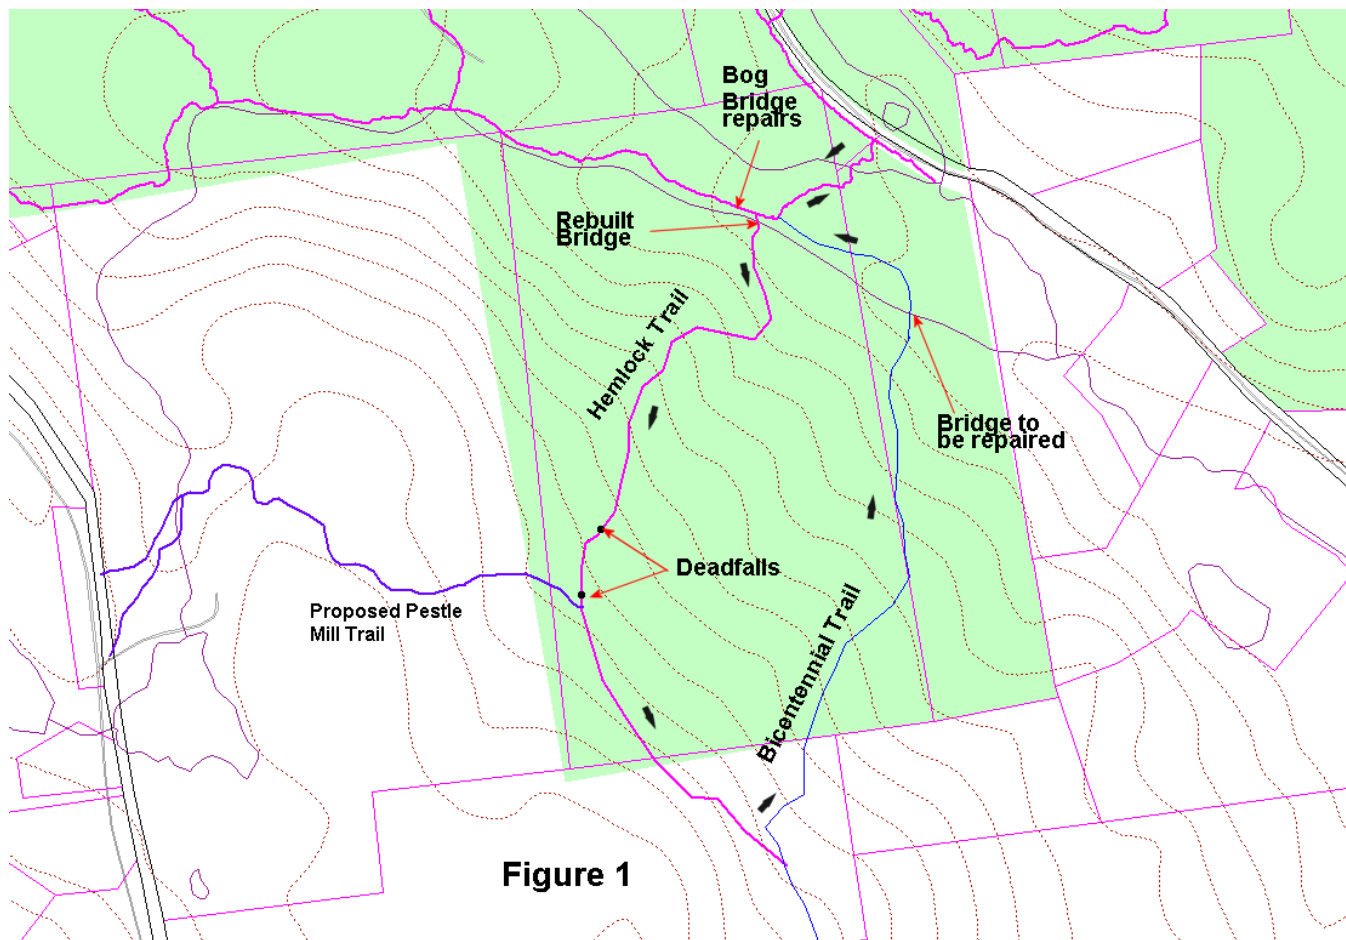 Bog
Bridge
repairs
Rebuilt
Bridge
Hemlock Trail
Bridge to
be repaired
Deadfalls
Proposed Pestle
Mill Trail
Bicentennial Trail
Figure 1